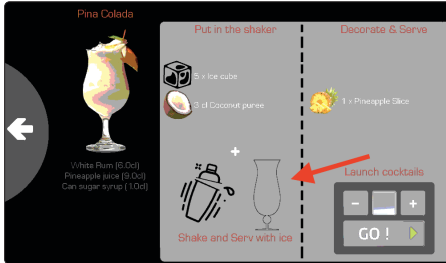 Pina Colada
White Rum (6.0cl)
Pineapple juice (9.0cl)
Can sugar syrup (1.0cl)
Put in the shaker
5 x Ice cube
3 cl Coconut puree
+
Shake and Serv with ice
Decorate & Serve
1 x Pineapple Slice
Launch cocktails
- +
GO !